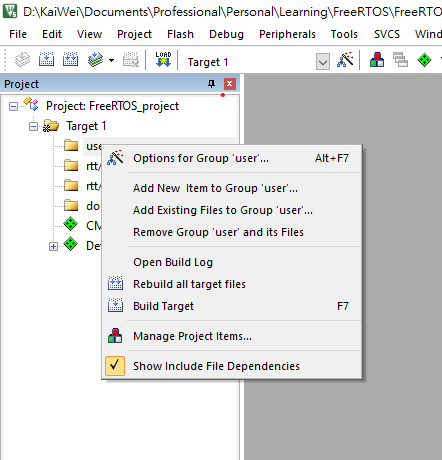 D:\KaiWei\Documents\Professional\Personal\Learning\FreeRTOS\FreeRTO
File Edit View Project Flash Debug Peripherals Tools SVCS Wind
LOAD Target 1
Project
Project: FreeRTOS_project
Target 1
use
rtt/
rtt/
do
CM
De
Options for Group 'user'... Alt+F7
Add New Item to Group 'user'...
Add Existing Files to Group 'user'...
Remove Group 'user' and its Files
Open Build Log
Rebuild all target files
Build Target F7
Manage Project Items...
Show Include File Dependencies